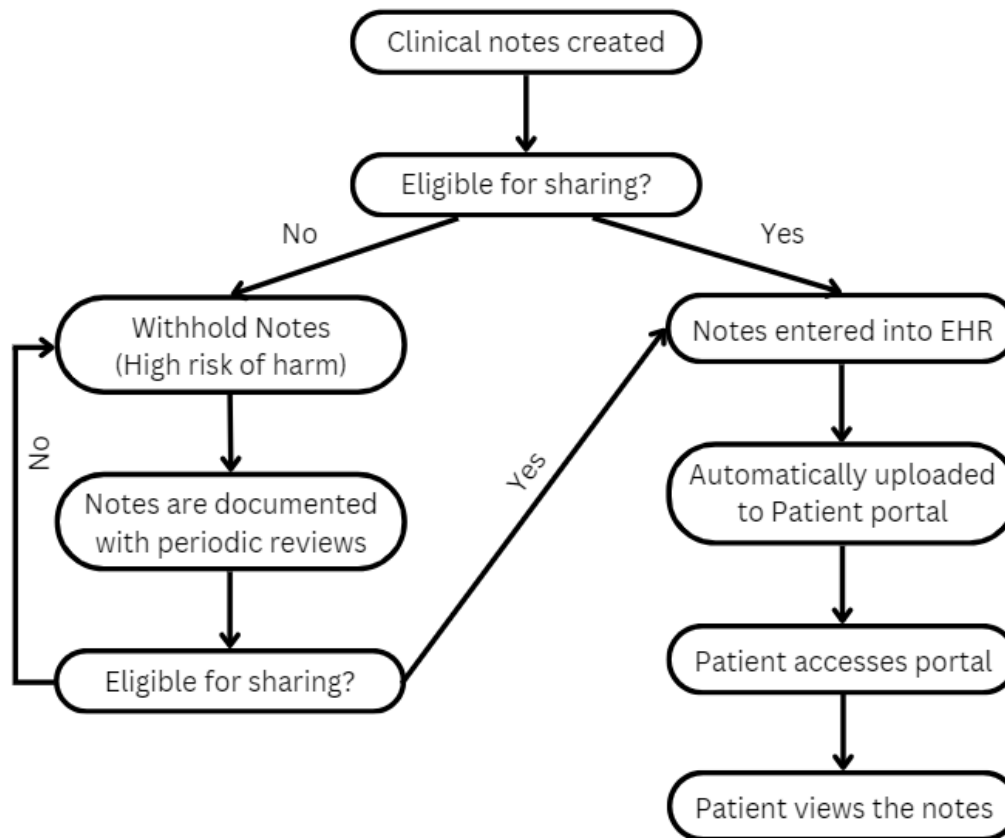 Clinical notes created
Eligible for sharing?
No
Yes
Withhold Notes
(High risk of harm)
Notes entered into EHR
No
Yes
Notes are documented
with periodic reviews
Automatically uploaded
to Patient portal
Eligible for sharing?
Patient accesses portal
Patient views the notes